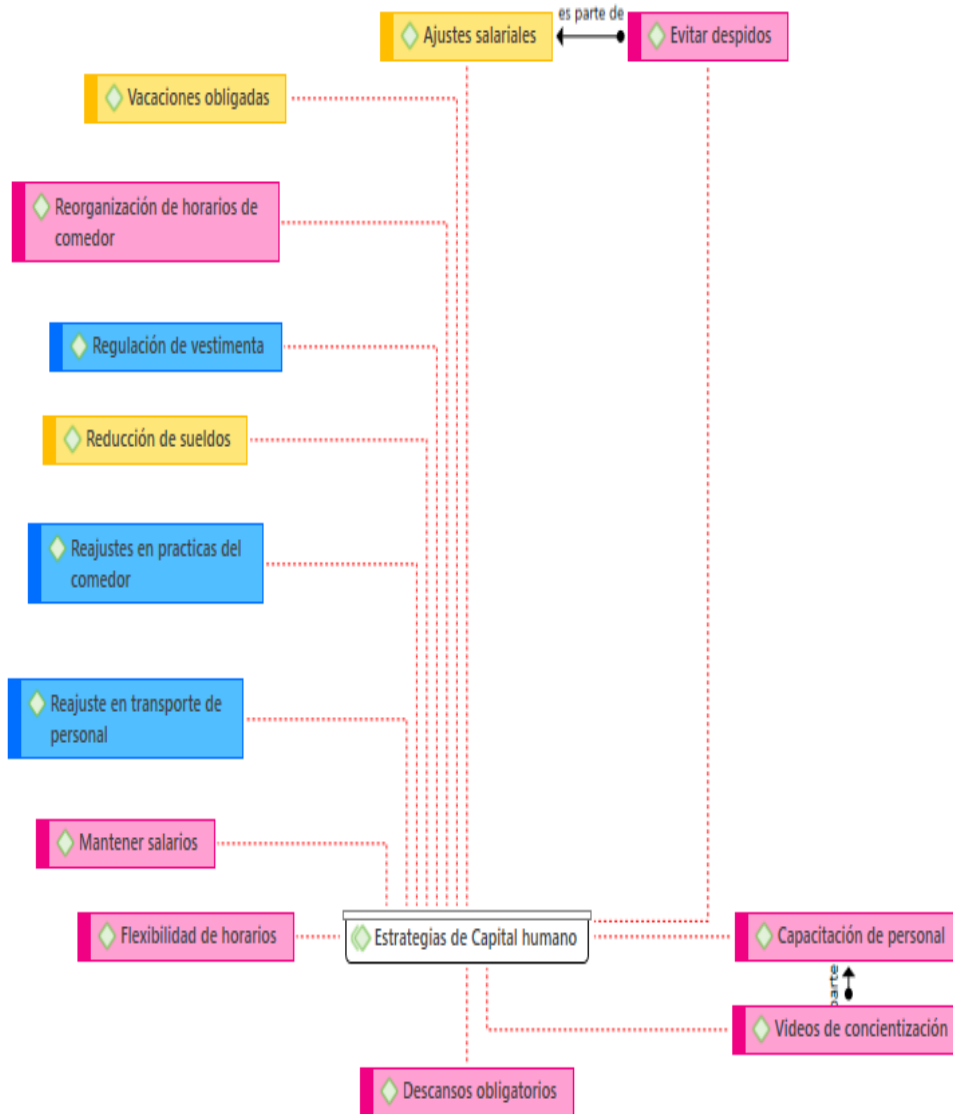 es parte de
Ajustes salariales
Evitar despidos
Vacaciones obligadas
Reorganización de horarios de
comedor
Regulación de vestimenta
Reducción de sueldos
Reajustes en practicas del
comedor
Reajuste en transporte de
personal
Mantener salarios
Flexibilidad de horarios
Estrategias de Capital humano
Capacitación de personal
parte
Videos de concientización
Descansos obligatorios